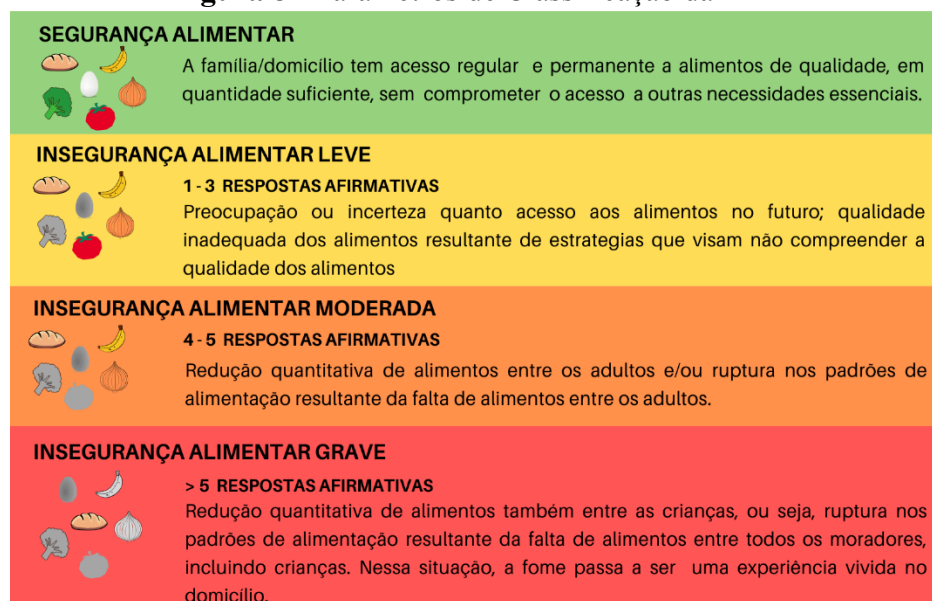 SEGURANÇA ALIMENTAR
A família/domicílio tem acesso regular e permanente a alimentos de qualidade, em
quantidade suficiente, sem comprometer o acesso a outras necessidades essenciais.
INSEGURANÇA ALIMENTAR LEVE
1 - 3 RESPOSTAS AFIRMATIVAS
Preocupação ou incerteza quanto acesso aos alimentos no futuro; qualidade
inadequada dos alimentos resultante de estrategias que visam não compreender a
qualidade dos alimentos
INSEGURANÇA ALIMENTAR MODERADA
4 - 5 RESPOSTAS AFIRMATIVAS
Redução quantitativa de alimentos entre os adultos e/ou ruptura nos padrões de
alimentação resultante da falta de alimentos entre os adultos.
INSEGURANÇA ALIMENTAR GRAVE
> 5 RESPOSTAS AFIRMATIVAS
Redução quantitativa de alimentos também entre as crianças, ou seja, ruptura nos
padrões de alimentação resultante da falta de alimentos entre todos os moradores,
incluindo crianças. Nessa situação, a fome passa a ser uma experiência vivida no
domicílio.